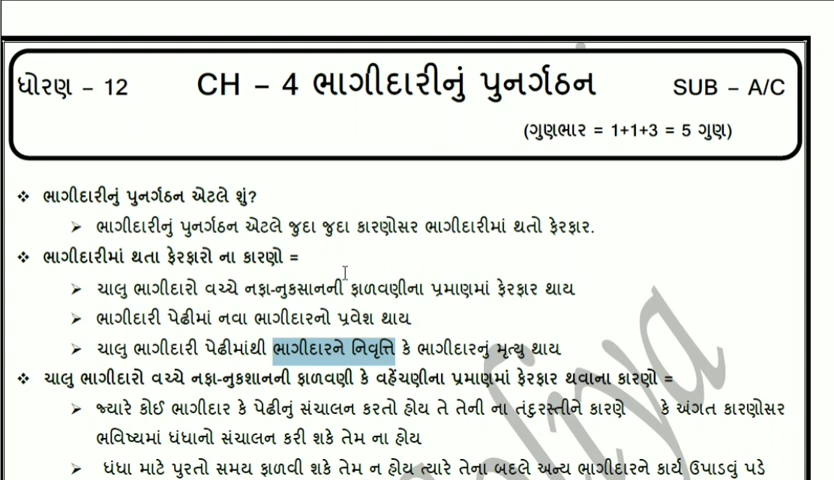 ધોરણ – 12
CH – 4 ભાગીદારીનું પુનર્ગઠન
SUB – A/C
(ગુણભાર = 1+1+3 = 5 ગુણ)
❖ ભાગીદારીનું પુનર્ગઠન એટલે શું?
➢ ભાગીદારીનું પુનર્ગઠન એટલે જુદા જુદા કારણોસર ભાગીદારીમાં થતો ફેરફાર.
❖ ભાગીદારીમાં થતા ફેરફારો ના કારણો =
➢ ચાલુ ભાગીદારો વચ્ચે નફા-નુકસાનની ફાળવણીના પ્રમાણમાં ફેરફાર થાય
➢ ભાગીદારી પેઢીમાં નવા ભાગીદારનો પ્રવેશ થાય
➢ ચાલુ ભાગીદારી પેઢીમાંથી ભાગીદારને નિવૃત્તિ કે ભાગીદારનું મૃત્યુ થાય
❖ ચાલુ ભાગીદારો વચ્ચે નફા-નુકશાનની ફાળવણી કે વહેંચણીના પ્રમાણમાં ફેરફાર થવાના કારણો =
➢ જ્યારે કોઈ ભાગીદાર કે પેઢીનું સંચાલન કરતો હોય તે તેની ના તંદુરસ્તીને કારણે કે અંગત કારણોસર
ભવિષ્યમાં ધંધાનો સંચાલન કરી શકે તેમ ના હોય
➢ ધંધા માટે પુરતો સમય ફાળવી શકે તેમ ન હોય ત્યારે તેના બદલે અન્ય ભાગીદારને કાર્ય ઉપાડવું પડે